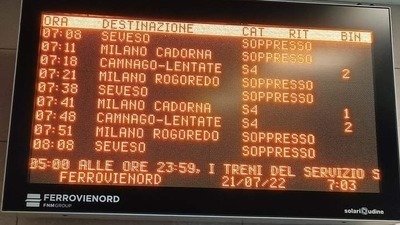 ORA DESTINAZIONE CAT RIT BIN
07:08 SEVESO SOPPRESSO
07:11 MILANO CADORNA SOPPRESSO
07:18 CAMNAGO-LENTATE S4 2
07:21 MILANO ROGOREDO SOPPRESSO
07:38 SEVESO SOPPRESSO
07:41 MILANO CADORNA S4 1
07:48 CAMNAGO-LENTATE S4 2
07:51 MILANO ROGOREDO SOPPRESSO
08:08 SEVESO SOPPRESSO
05:00 ALLE ORE 23:59, I TRENI DEL SERVIZIO S
FERROVIENORD 21/07/22 7:03
FERROVIENORD
FNMGROUP
solari udine